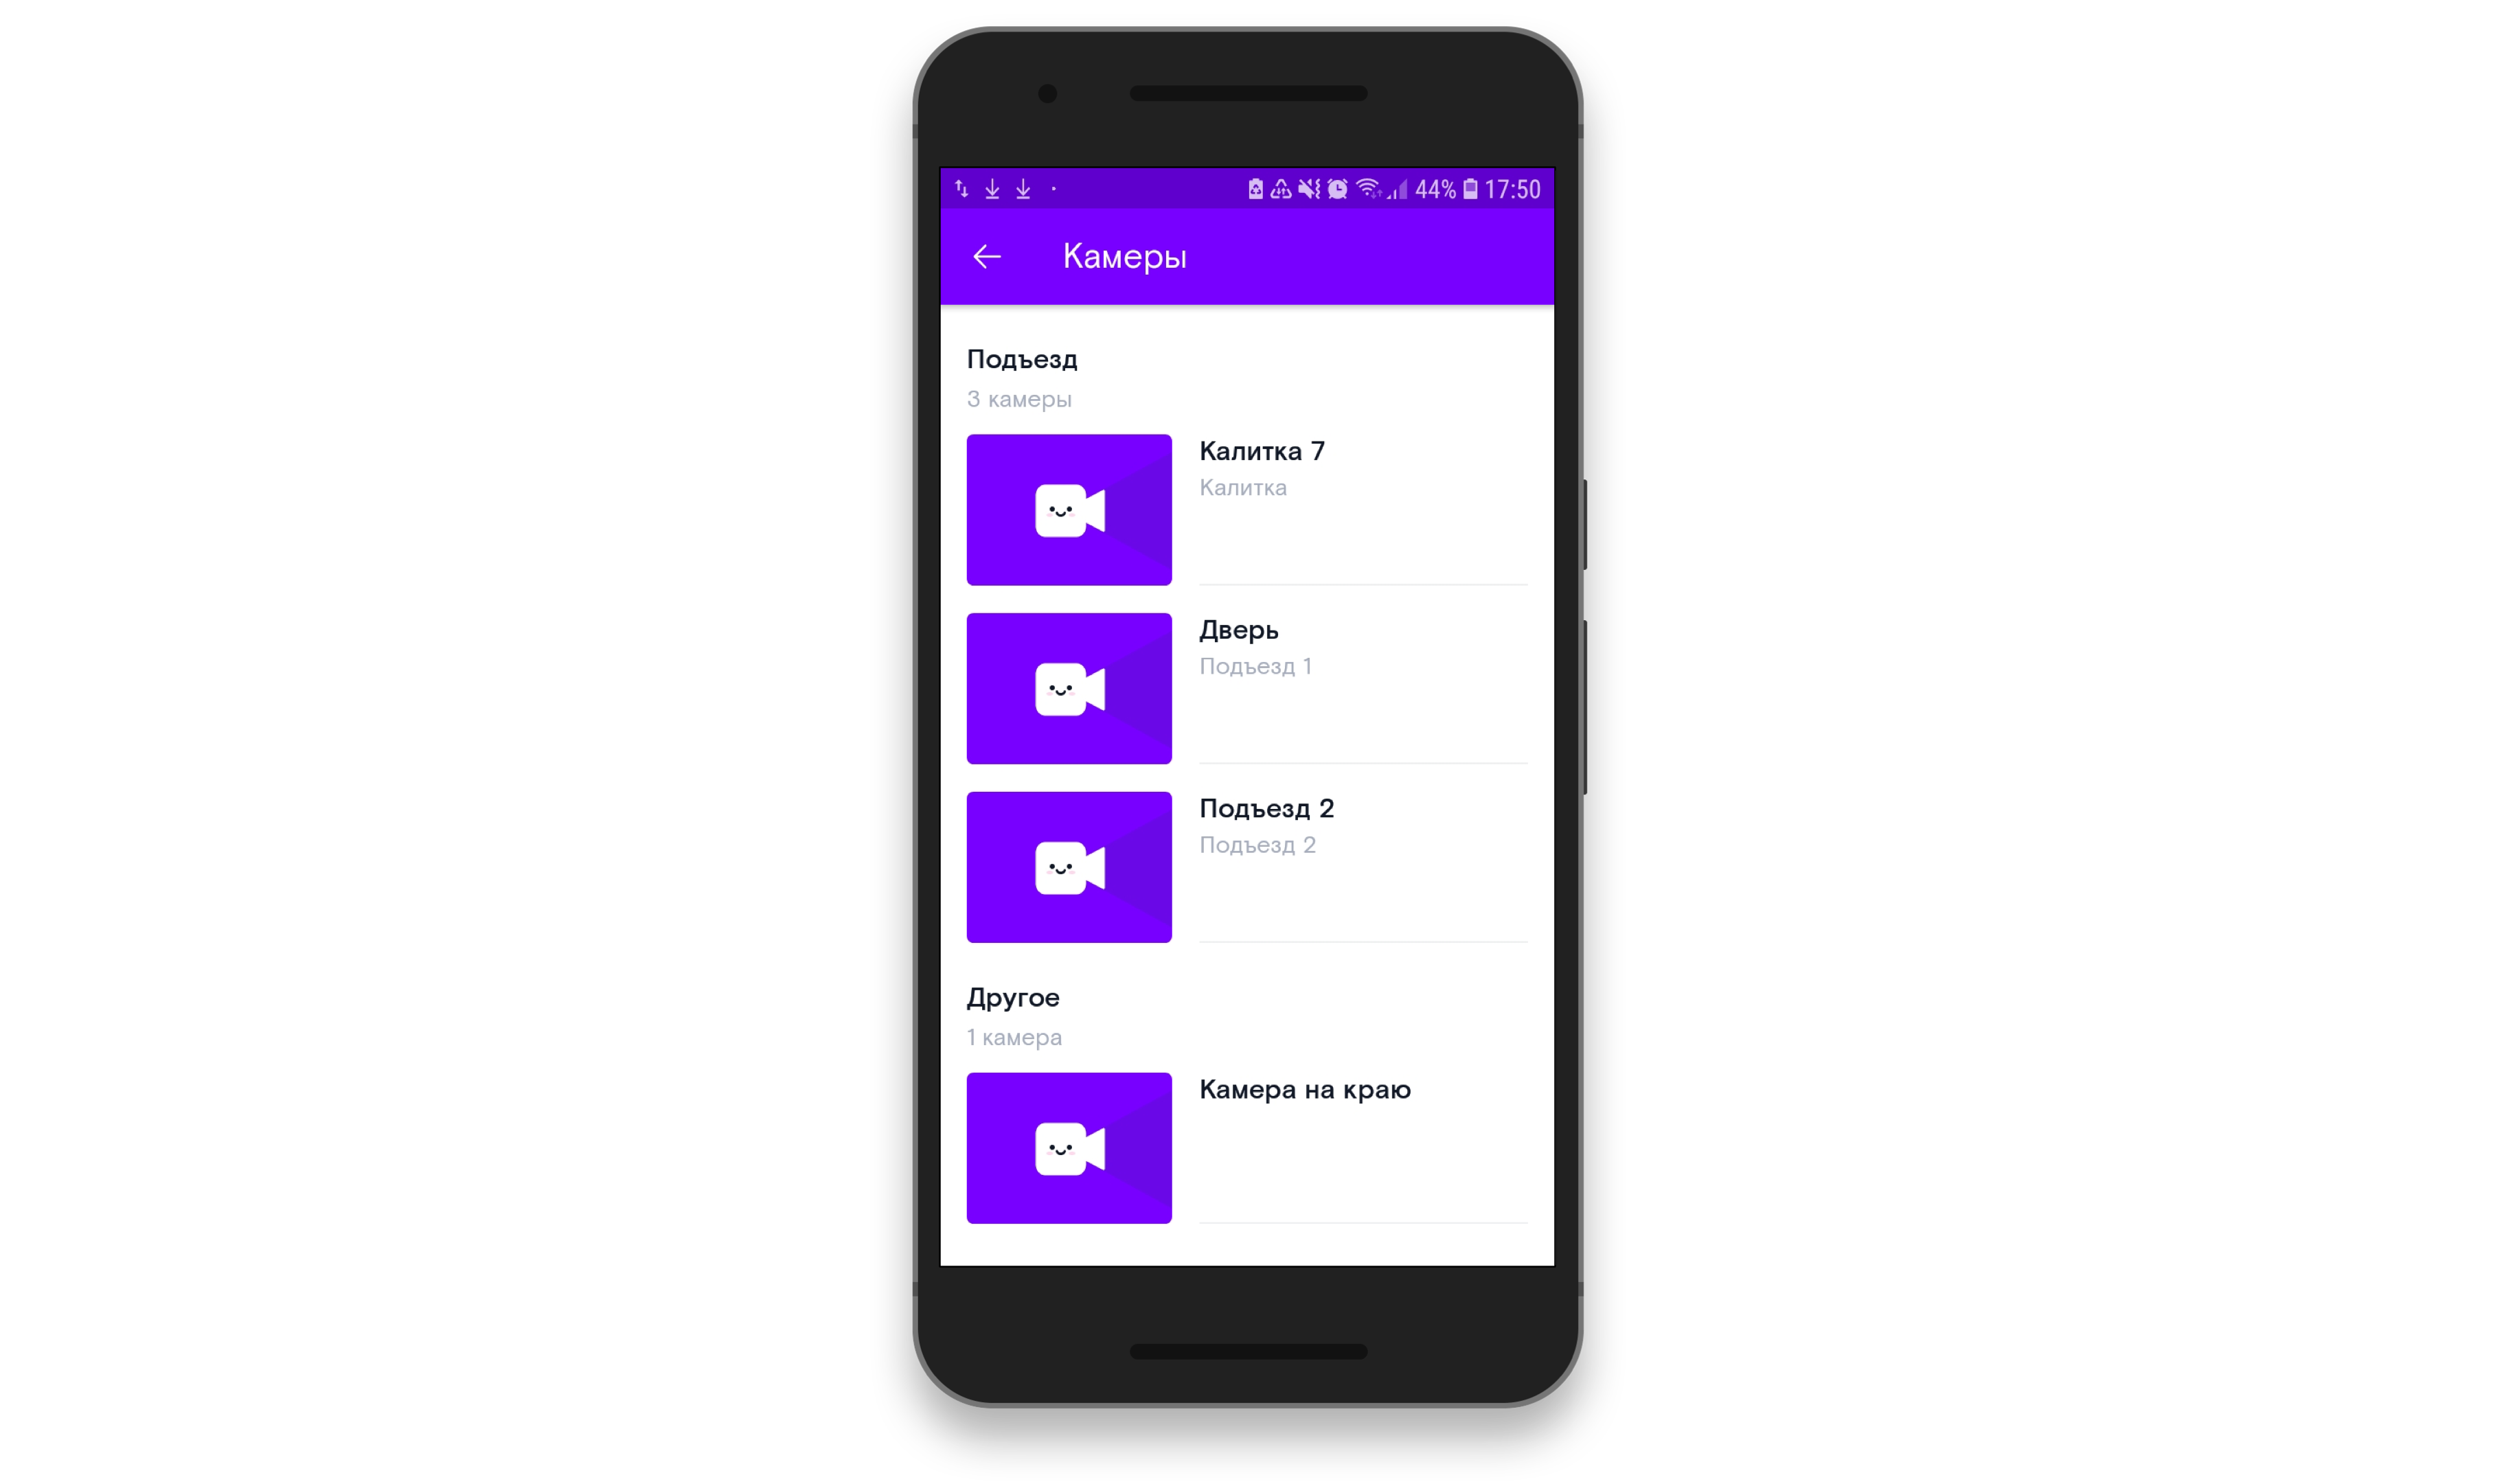 44% 17:50
Камеры
Подъезд
3 камеры
Калитка 7
Калитка
Дверь
Подъезд 1
Подъезд 2
Подъезд 2
Другое
1 камера
Камера на краю